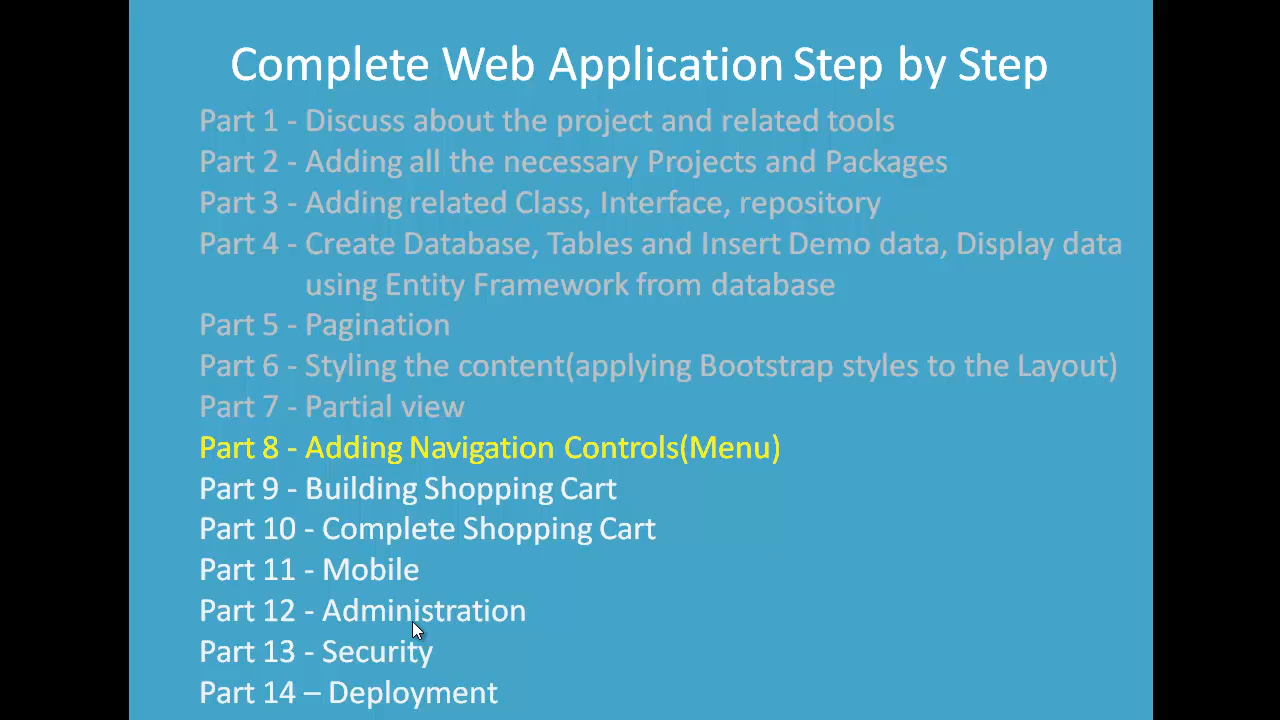 Complete Web Application Step by Step
Part 1 - Discuss about the project and related tools
Part 2 - Adding all the necessary Projects and Packages
Part 3 - Adding related Class, Interface, repository
Part 4 - Create Database, Tables and Insert Demo data, Display data
using Entity Framework from database
Part 5 - Pagination
Part 6 - Styling the content(applying Bootstrap styles to the Layout)
Part 7 - Partial view
Part 8 - Adding Navigation Controls(Menu)
Part 9 - Building Shopping Cart
Part 10 - Complete Shopping Cart
Part 11 - Mobile
Part 12 - Administration
Part 13 - Security
Part 14 – Deployment